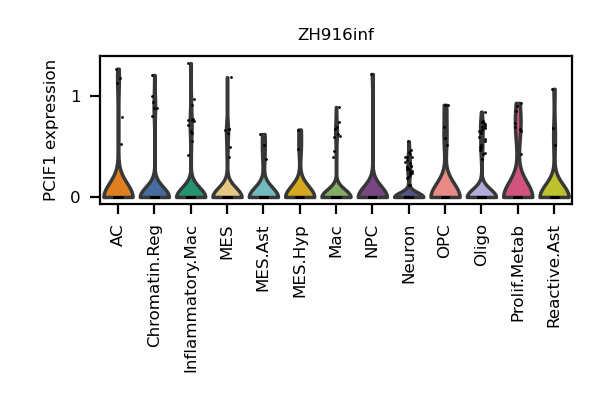 ZH916inf
PCIF1 expression
1
0
AC
Chromatin.Reg
Inflammatory.Mac
MES
MES.Ast
MES.Hyp
Mac
NPC
Neuron
OPC
Oligo
Prolif.Metab
Reactive.Ast